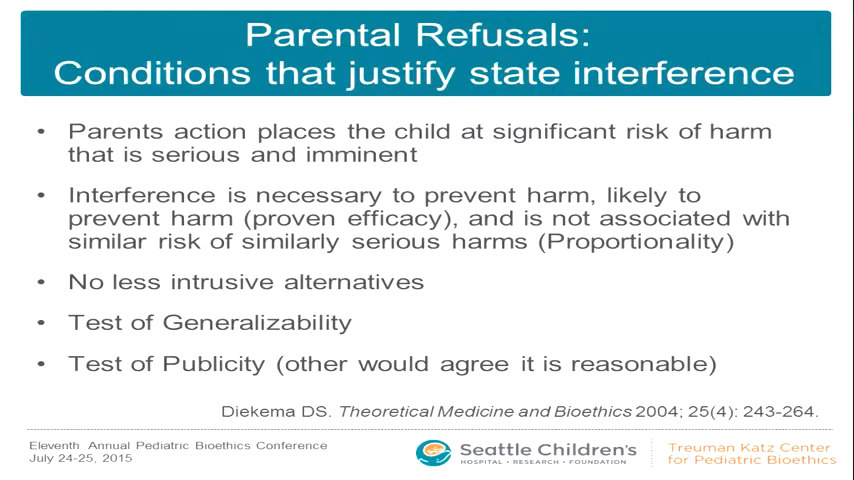 Parental Refusals:
Conditions that justify state interference
• Parents action places the child at significant risk of harm
that is serious and imminent
• Interference is necessary to prevent harm, likely to
prevent harm (proven efficacy), and is not associated with
similar risk of similarly serious harms (Proportionality)
• No less intrusive alternatives
• Test of Generalizability
• Test of Publicity (other would agree it is reasonable)
Diekema DS. Theoretical Medicine and Bioethics 2004; 25(4): 243-264.
Eleventh Annual Pediatric Bioethics Conference
July 24-25, 2015
Seattle Children's
HOSPITAL • RESEARCH • FOUNDATION
Treuman Katz Center
for Pediatric Bioethics